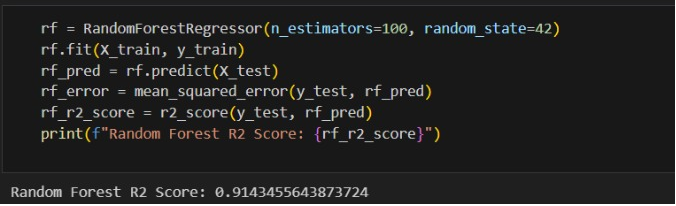 rf = RandomForestRegressor(n_estimators=100, random_state=42)
rf.fit(X_train, y_train)
rf_pred = rf.predict(X_test)
rf_error = mean_squared_error(y_test, rf_pred)
rf_r2_score = r2_score(y_test, rf_pred)
print(f"Random Forest R2 Score: {rf_r2_score}")
Random Forest R2 Score: 0.9143455643873724